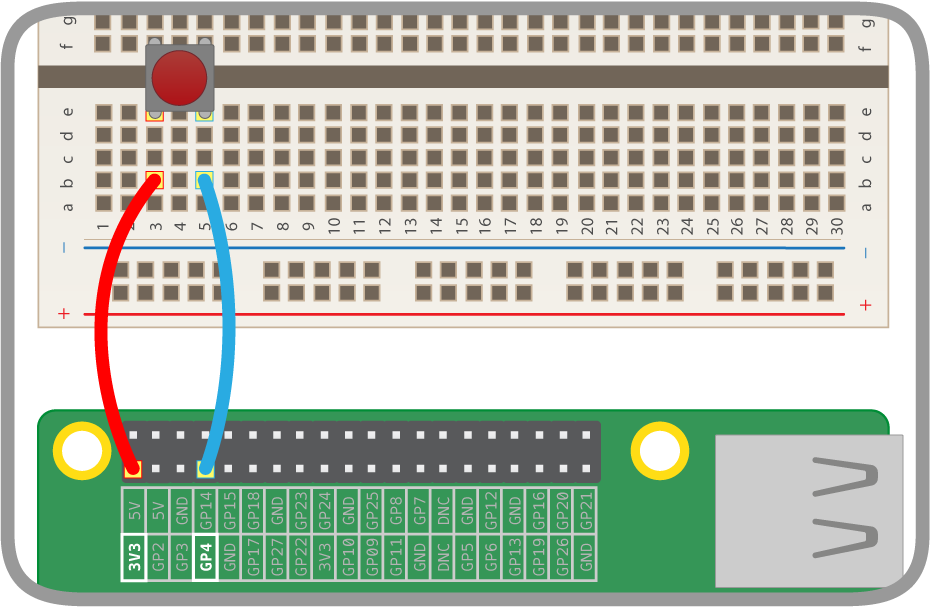 g g
f f
e e
d d
c c
b b
a a
1 2 3 4 5 6 7 8 9 10 11 12 13 14 15 16 17 18 19 20 21 22 23 24 25 26 27 28 29 30
− −
+ +
5V 5V GND GP14 GP15 GP18 GND GP23 GP24 GND GP25 GP8 GP7 DNC GND GP12 GND GP16 GP20 GP21
3V3 GP2 GP3 GP4 GND GP17 GP27 GP22 3V3 GP10 GP09 GP11 GND DNC GP5 GP6 GP13 GP19 GP26 GND